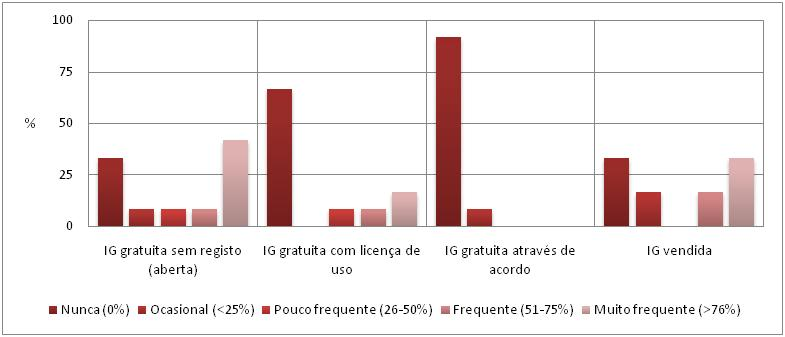 100
75
%
50
25
0
IG gratuita sem registo (aberta)
IG gratuita com licença de uso
IG gratuita através de acordo
IG vendida
Nunca (0%) Ocasional (<25%) Pouco frequente (26-50%) Frequente (51-75%) Muito frequente (>76%)